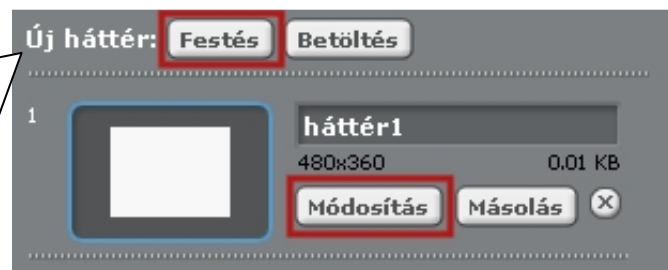 Új háttér: Festés Betöltés
1
háttér1
480x360 0.01 KB
Módosítás Másolás